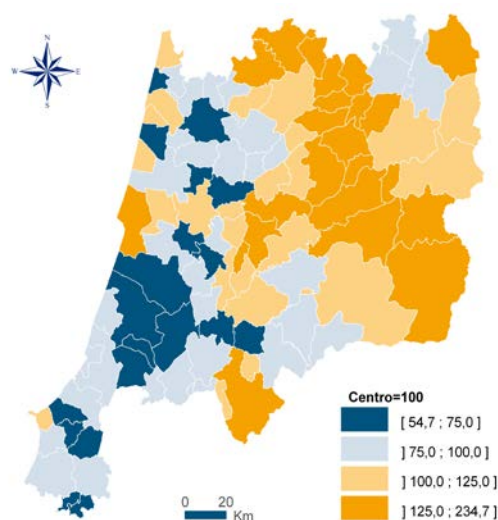 N
W E
S
Centro=100
[ 54,7 ; 75,0 ]
] 75,0 ; 100,0 ]
] 100,0 ; 125,0 ]
] 125,0 ; 234,7 ]
0 20
Km